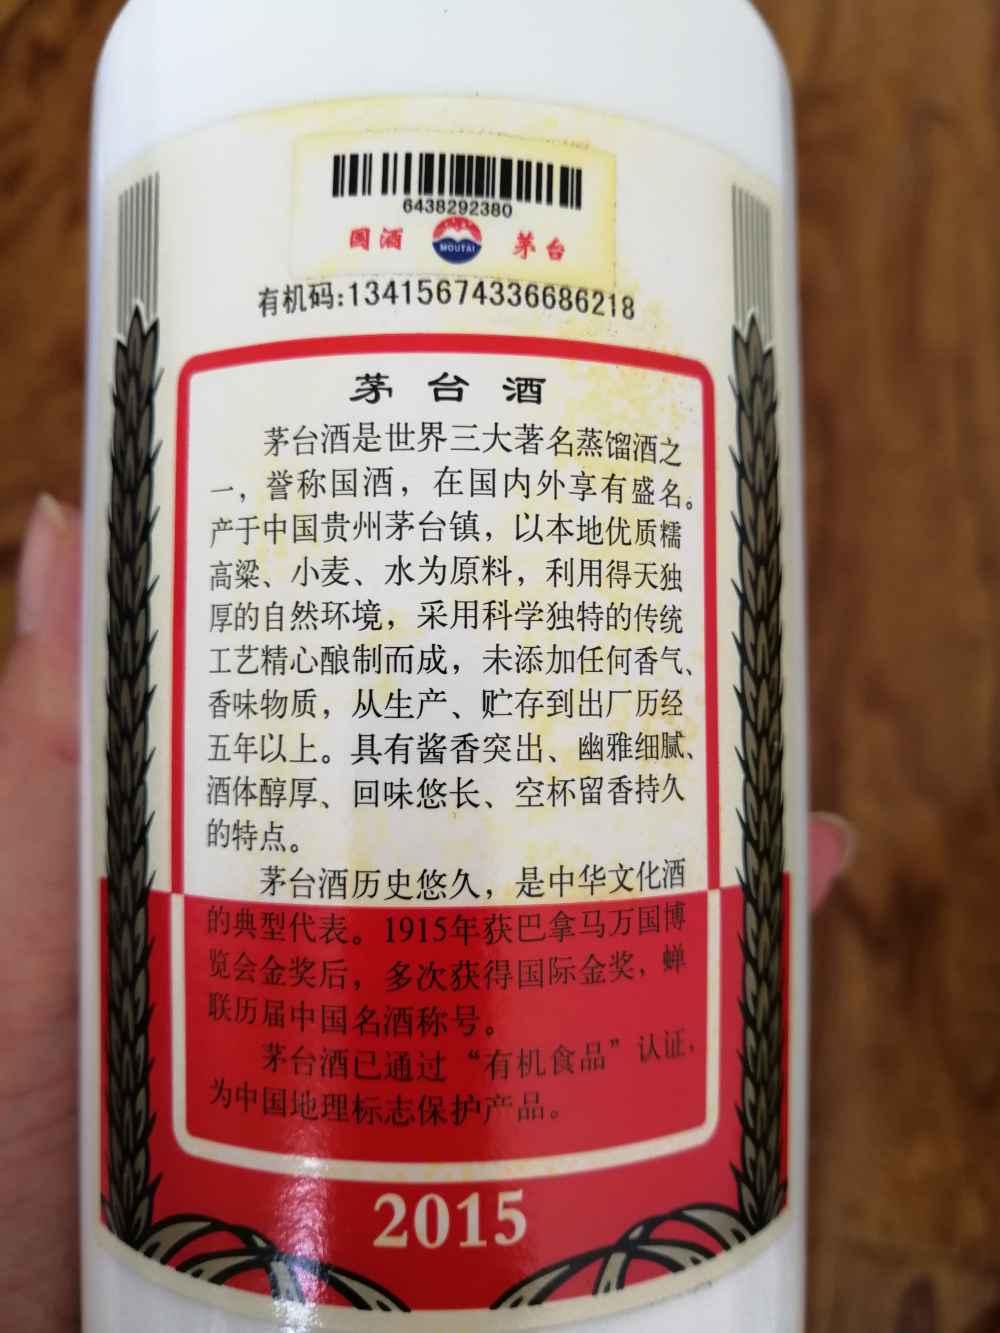 6438292380
国酒 MOUTAI 茅台
有机码:13415674336686218
茅台酒
茅台酒是世界三大著名蒸馏酒之
一，誉称国酒，在国内外享有盛名。
产于中国贵州茅台镇，以本地优质糯
高粱、小麦、水为原料，利用得天独
厚的自然环境，采用科学独特的传统
工艺精心酿制而成，未添加任何香气、
香味物质，从生产、贮存到出厂历经
五年以上。具有酱香突出、幽雅细腻、
酒体醇厚、回味悠长、空杯留香持久
的特点。
茅台酒历史悠久，是中华文化酒
的典型代表。1915年获巴拿马万国博
览会金奖后，多次获得国际金奖，蝉
联历届中国名酒称号。
茅台酒已通过“有机食品”认证，
为中国地理标志保护产品。
2015